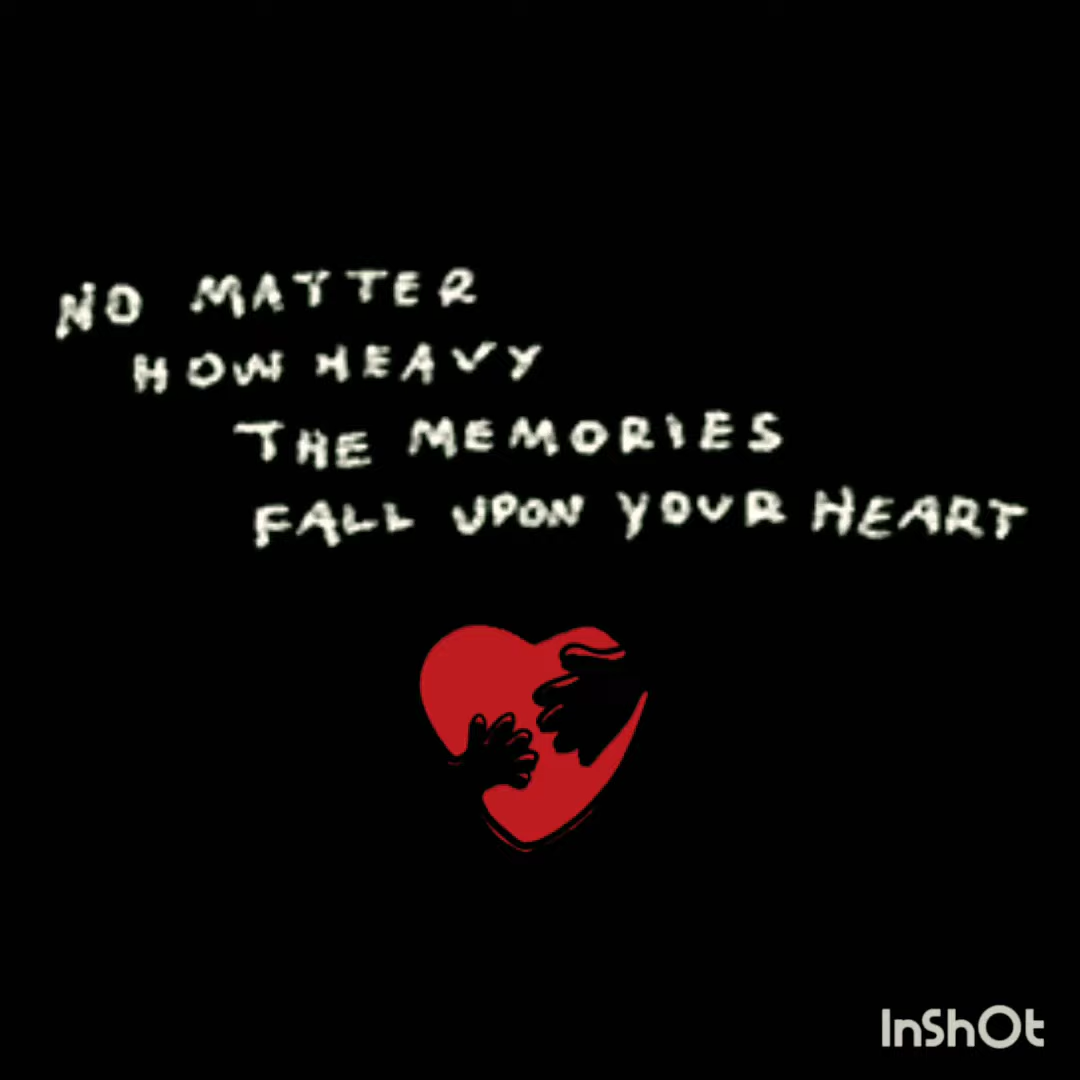 NO MATTER
HOW HEAVY
THE MEMORIES
FALL UPON YOUR HEART
InShOt